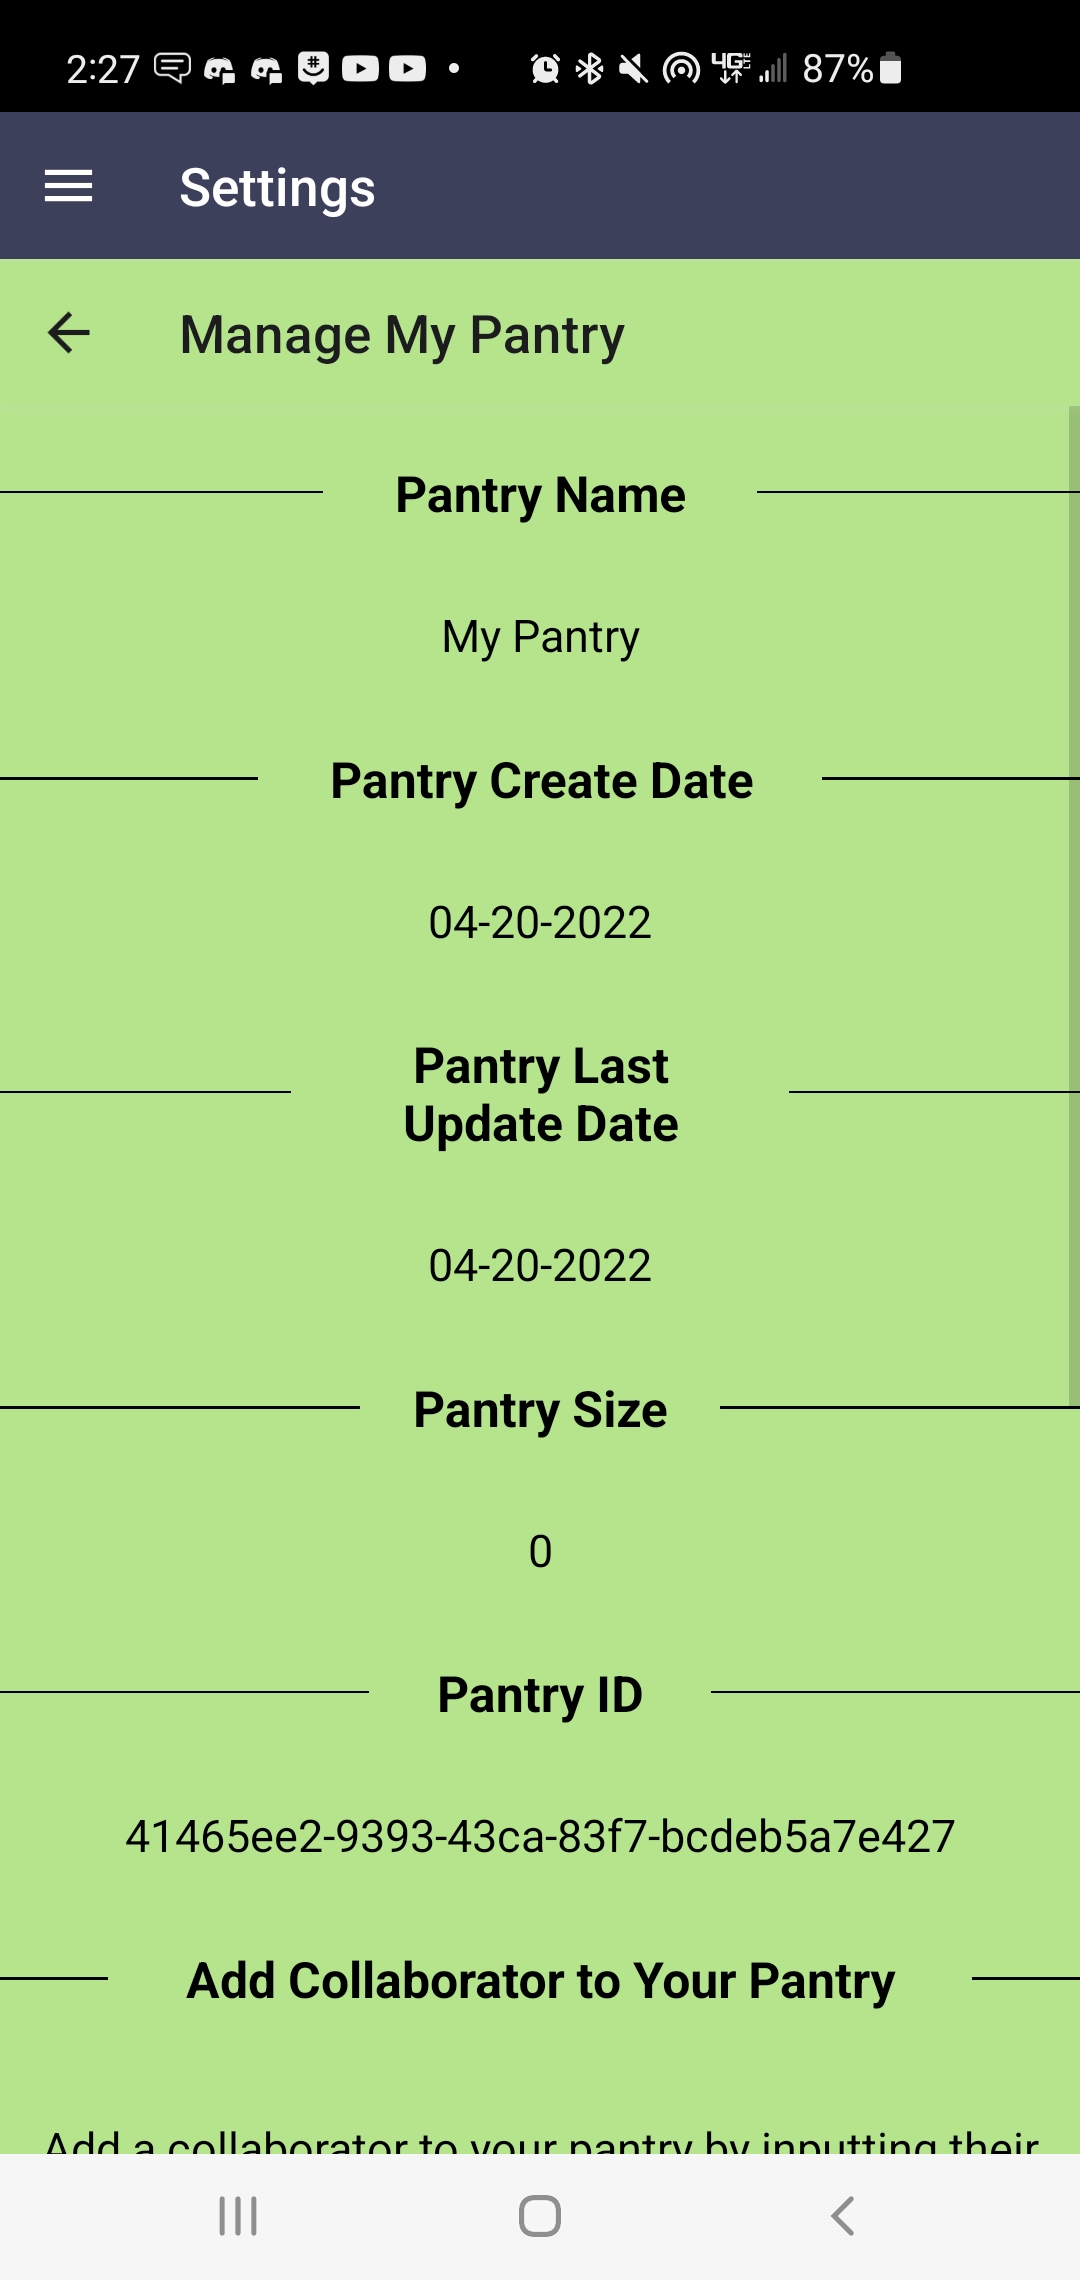 2:27 4G LTE 87%
Settings
Manage My Pantry
Pantry Name
My Pantry
Pantry Create Date
04-20-2022
Pantry Last
Update Date
04-20-2022
Pantry Size
0
Pantry ID
41465ee2-9393-43ca-83f7-bcdeb5a7e427
Add Collaborator to Your Pantry
Add a collaborator to your pantry by inputting their